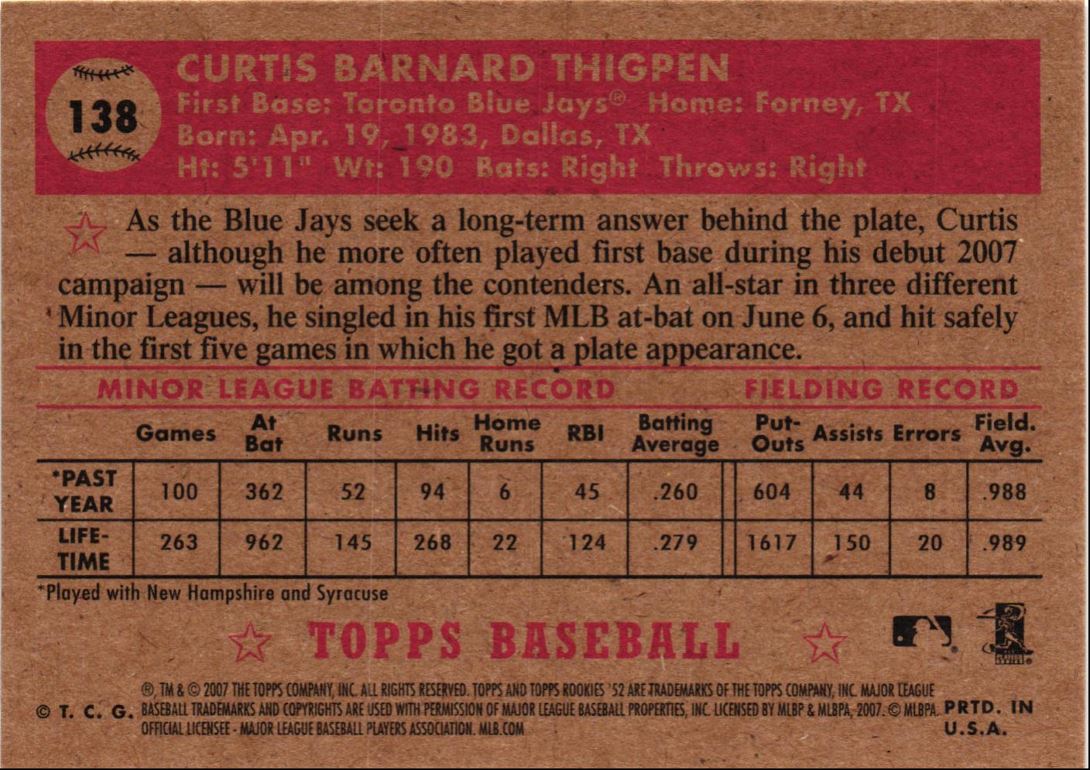 138
CURTIS BARNARD THIGPEN
First Base: Toronto Blue Jays® Home: Forney, TX
Born: Apr. 19, 1983, Dallas, TX
Ht: 5'11" Wt: 190 Bats: Right Throws: Right
As the Blue Jays seek a long-term answer behind the plate, Curtis
— although he more often played first base during his debut 2007
campaign — will be among the contenders. An all-star in three different
Minor Leagues, he singled in his first MLB at-bat on June 6, and hit safely
in the first five games in which he got a plate appearance.
MINOR LEAGUE BATTING RECORD FIELDING RECORD
Games At Bat Runs Hits Home Runs RBI Batting Average Put-Outs Assists Errors Field. Avg.
*PAST YEAR 100 362 52 94 6 45 .260 604 44 8 .988
LIFE-TIME 263 962 145 268 22 124 .279 1617 150 20 .989
*Played with New Hampshire and Syracuse
TOPPS BASEBALL
®, TM & © 2007 THE TOPPS COMPANY, INC. ALL RIGHTS RESERVED. TOPPS AND TOPPS ROOKIES '52 ARE TRADEMARKS OF THE TOPPS COMPANY, INC. MAJOR LEAGUE
© T. C. G. BASEBALL TRADEMARKS AND COPYRIGHTS ARE USED WITH PERMISSION OF MAJOR LEAGUE BASEBALL PROPERTIES, INC. LICENSED BY MLBP & MLBPA, 2007. © MLBPA. PRTD. IN
OFFICIAL LICENSEE - MAJOR LEAGUE BASEBALL PLAYERS ASSOCIATION. MLB.COM U.S.A.